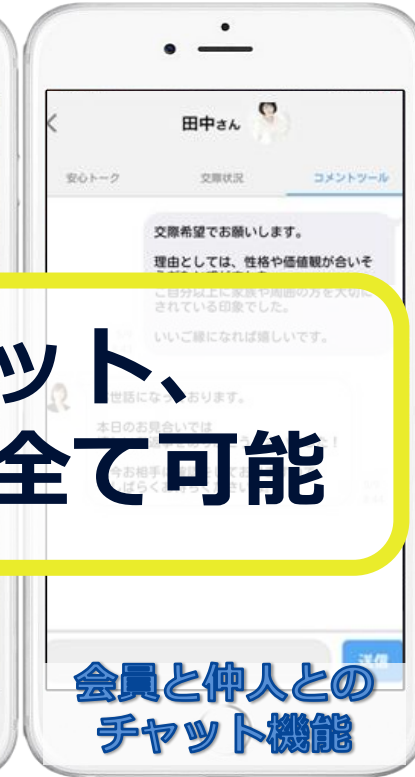 田中さん
安心トーク 交際状況 コメントツール
交際希望でお願いします。
理由としては、性格や価値観が合いそ
ご自分以上に家族や周囲の方を大切に
されている印象でした。
いいご縁になれば嬉しいです。
ット、
世話になっております。
本日のお見合いでは
全て可能
送信
会員と仲人との
チャット機能